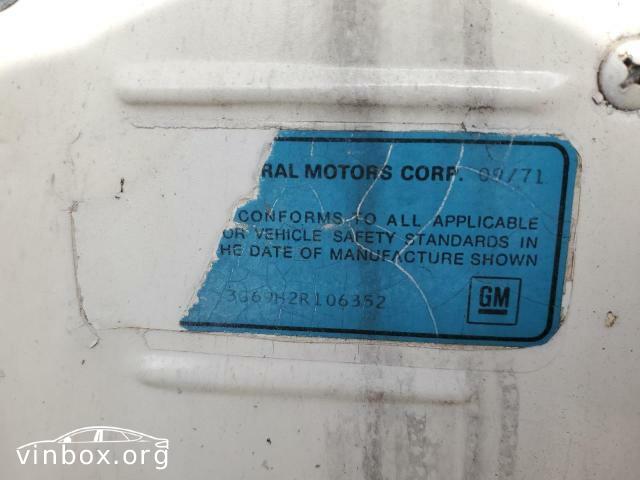 RAL MOTORS CORP. 09/71
CONFORMS TO ALL APPLICABLE
OR VEHICLE SAFETY STANDARDS IN
HE DATE OF MANUFACTURE SHOWN
3G69H2R106352
GM
vinbox.org